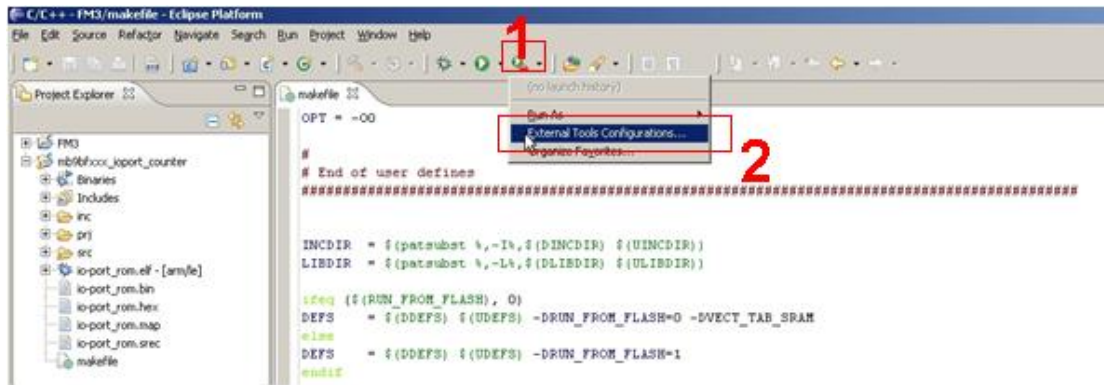 C/C++ - FM3/makefile - Eclipse Platform
File Edit Source Refactor Navigate Search Run Project Window Help
1
Project Explorer
makefile
(no launch history)
Run As
External Tools Configurations...
Organize Favorites...
2
FM3
mb9bfxxx_ioport_counter
Binaries
Includes
inc
prj
src
io-port_rom.elf - [arm/le]
io-port_rom.bin
io-port_rom.hex
io-port_rom.map
io-port_rom.srec
makefile
OPT = -O0
#
# End of user defines
##############################################################################################
INCDIR = $(patsubst %,-I%,$(DINCDIR) $(UINCDIR))
LIBDIR = $(patsubst %,-L%,$(DLIBDIR) $(ULIBDIR))
ifeq ($(RUN_FROM_FLASH), 0)
DEFS = $(DDEFS) $(UDEFS) -DRUN_FROM_FLASH=0 -DVECT_TAB_SRAM
else
DEFS = $(DDEFS) $(UDEFS) -DRUN_FROM_FLASH=1
endif